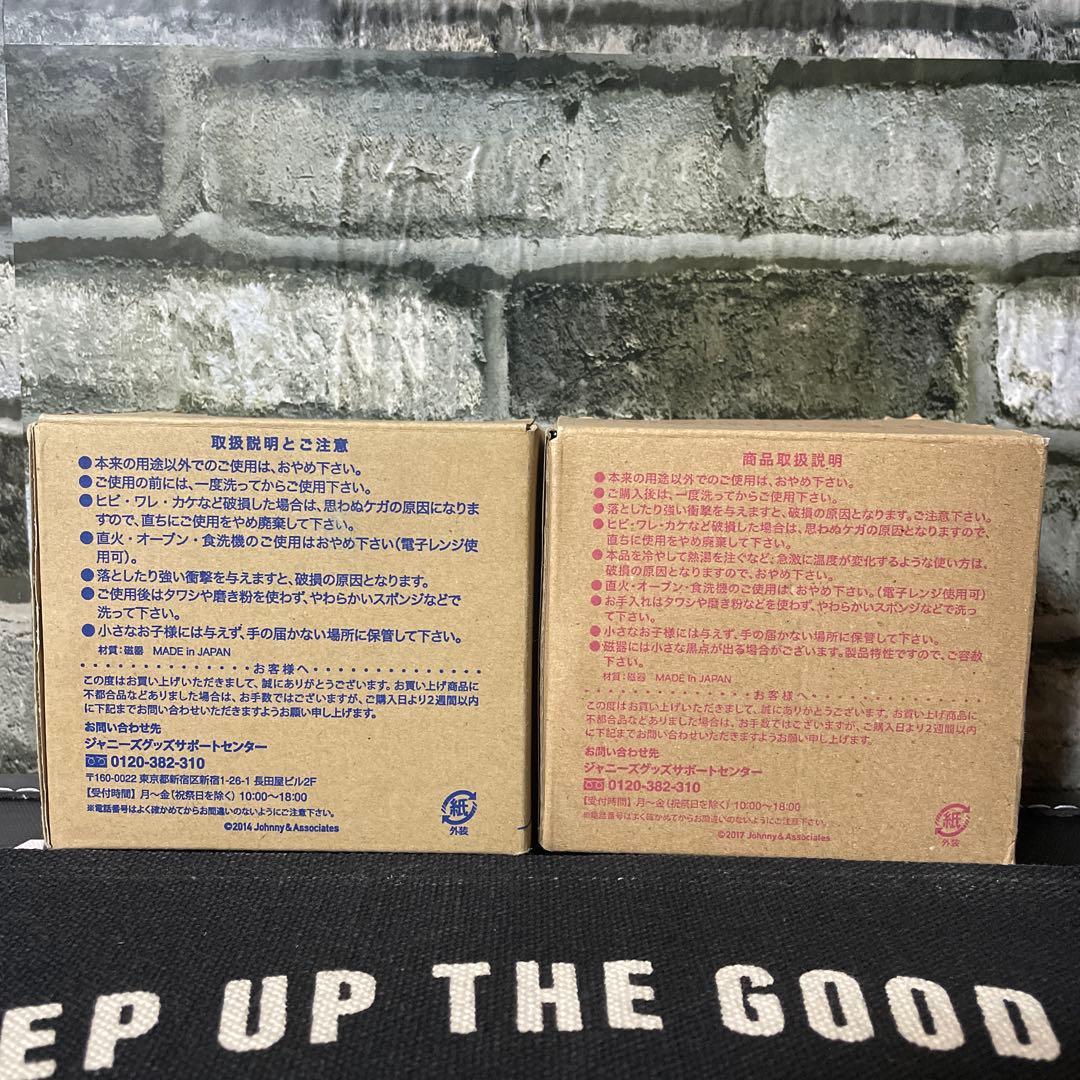 取扱説明とご注意
●本来の用途以外でのご使用は、おやめ下さい。
●ご使用の前には、一度洗ってからご使用下さい。
●ヒビ・ワレ・カケなど破損した場合は、思わぬケガの原因になりま
すので、直ちにご使用をやめ廃棄して下さい。
●直火・オーブン・食洗機のご使用はおやめ下さい(電子レンジ使
用可)。
●落としたり強い衝撃を与えますと、破損の原因となります。
●ご使用後はタワシや磨き粉を使わず、やわらかいスポンジなどで
洗って下さい。
●小さなお子様には与えず、手の届かない場所に保管して下さい。
材質:磁器 MADE in JAPAN
お客様へ
この度はお買い上げいただきまして、誠にありがとうございます。お買い上げ商品に
不都合品などありました場合は、お手数ではございますが、ご購入日より2週間以内
に下記までお問い合わせいただきますようお願い申し上げます。
お問い合わせ先
ジャニーズグッズサポートセンター
0120-382-310
〒160-0022 東京都新宿区新宿1-26-1 長田屋ビル2F
【受付時間】月〜金(祝祭日を除く) 10:00〜18:00
※電話番号はよく確かめてからお間違いのないようにご注意下さい。
©2014 Johnny&Associates
紙
外装
商品取扱説明
●本来の用途以外でのご使用は、おやめ下さい。
●ご購入後は、一度洗ってからご使用下さい。
●落としたり強い衝撃を与えますと、破損の原因となります。ご注意下さい。
●ヒビ・ワレ・カケなど破損した場合は、思わぬケガの原因となりますので、
直ちに使用をやめ廃棄して下さい。
●本品を冷やして熱湯を注ぐなど、急激に温度が変化するような使い方は、
破損の原因となりますので、おやめ下さい。
●直火・オーブン・食洗機のご使用は、おやめ下さい。(電子レンジ使用可)
●お手入れはタワシや磨き粉などを使わず、やわらかいスポンジなどで洗っ
て下さい。
●小さなお子様には与えず、手の届かない場所に保管して下さい。
●磁器には小さな黒点が出る場合がございます。製品特性ですので、ご容赦
下さい。
材質:磁器 MADE in JAPAN
お客様へ
この度はお買い上げいただきまして、誠にありがとうございます。お買い上げ商品に
不都合品などありました場合は、お手数ではございますが、ご購入日より2週間以内
に下記までお問い合わせいただきますようお願い申し上げます。
お問い合わせ先
ジャニーズグッズサポートセンター
0120-382-310
【受付時間】月〜金(祝祭日を除く) 10:00〜18:00
※電話番号はよく確かめてからお間違いのないようにご注意下さい。
©2017 Johnny&Associates
紙
外装
EP UP THE GOOD